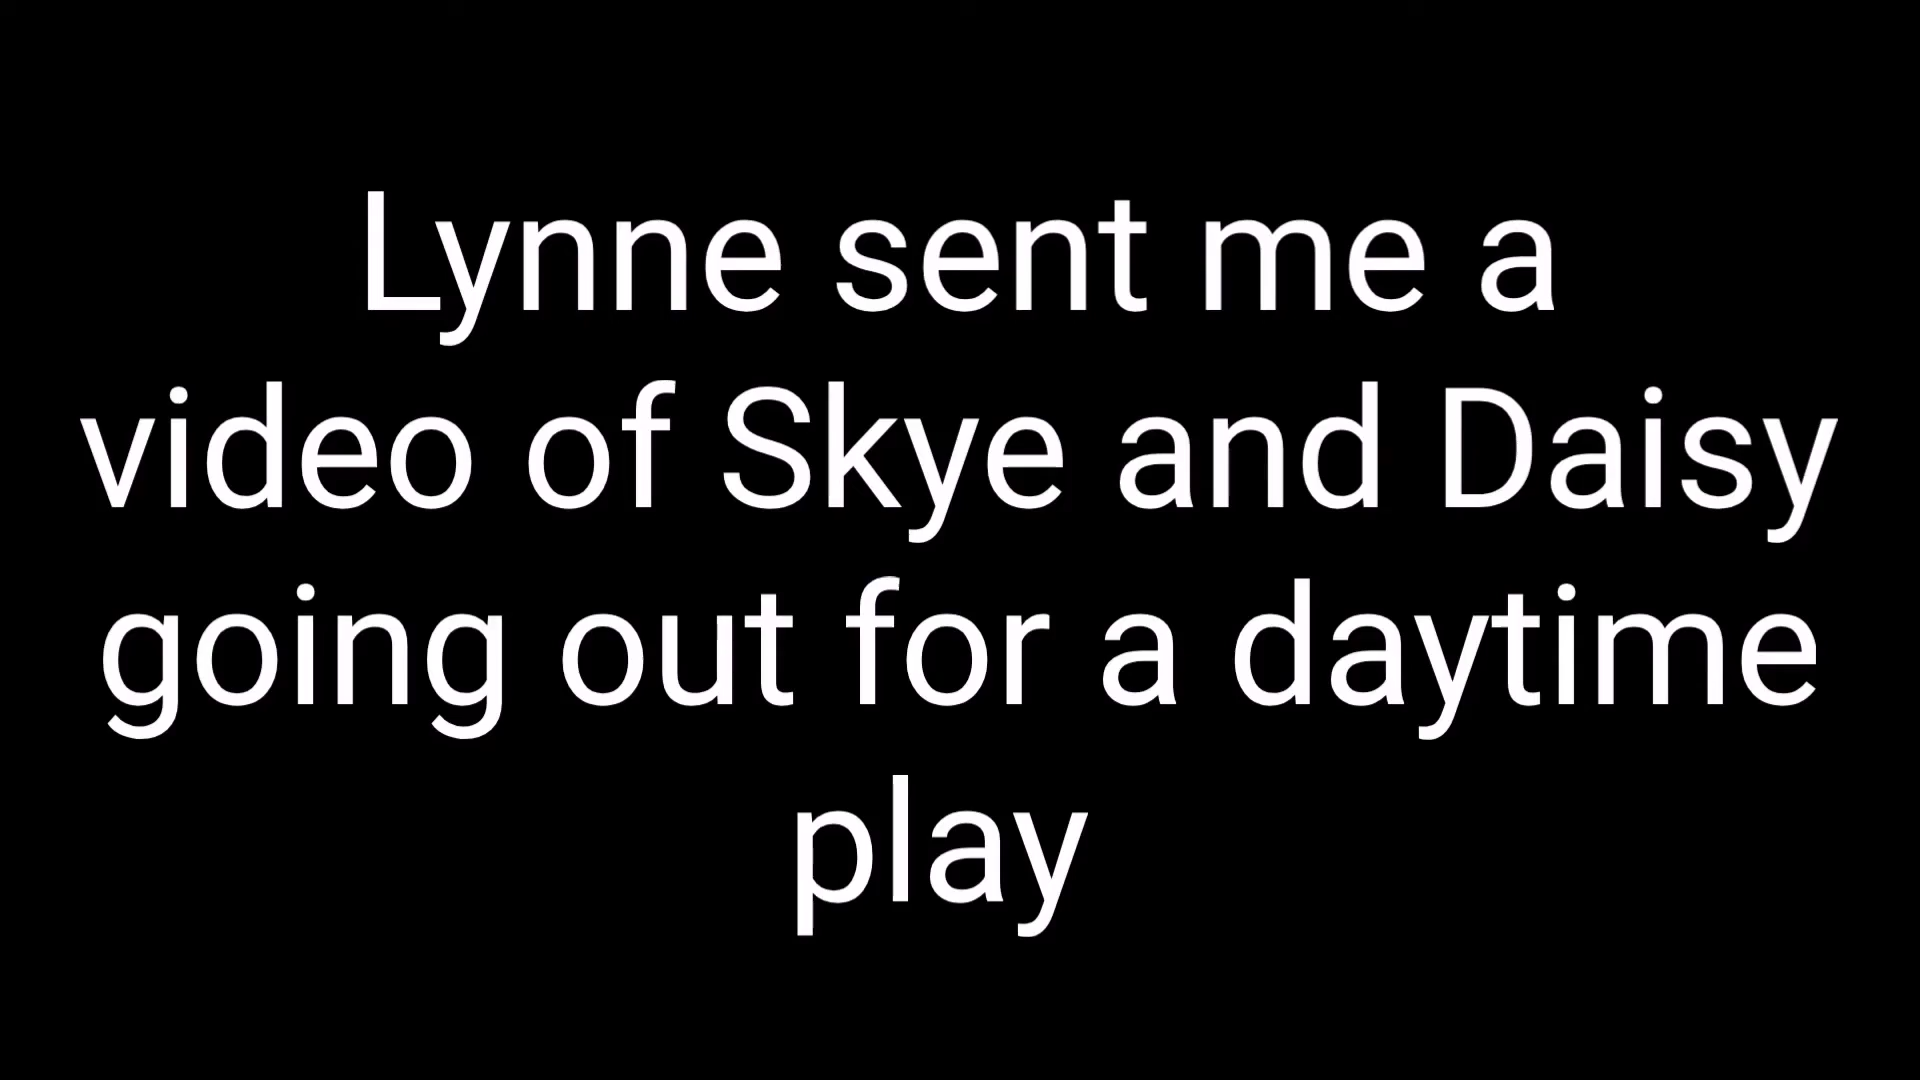 Lynne sent me a
video of Skye and Daisy
going out for a daytime
play